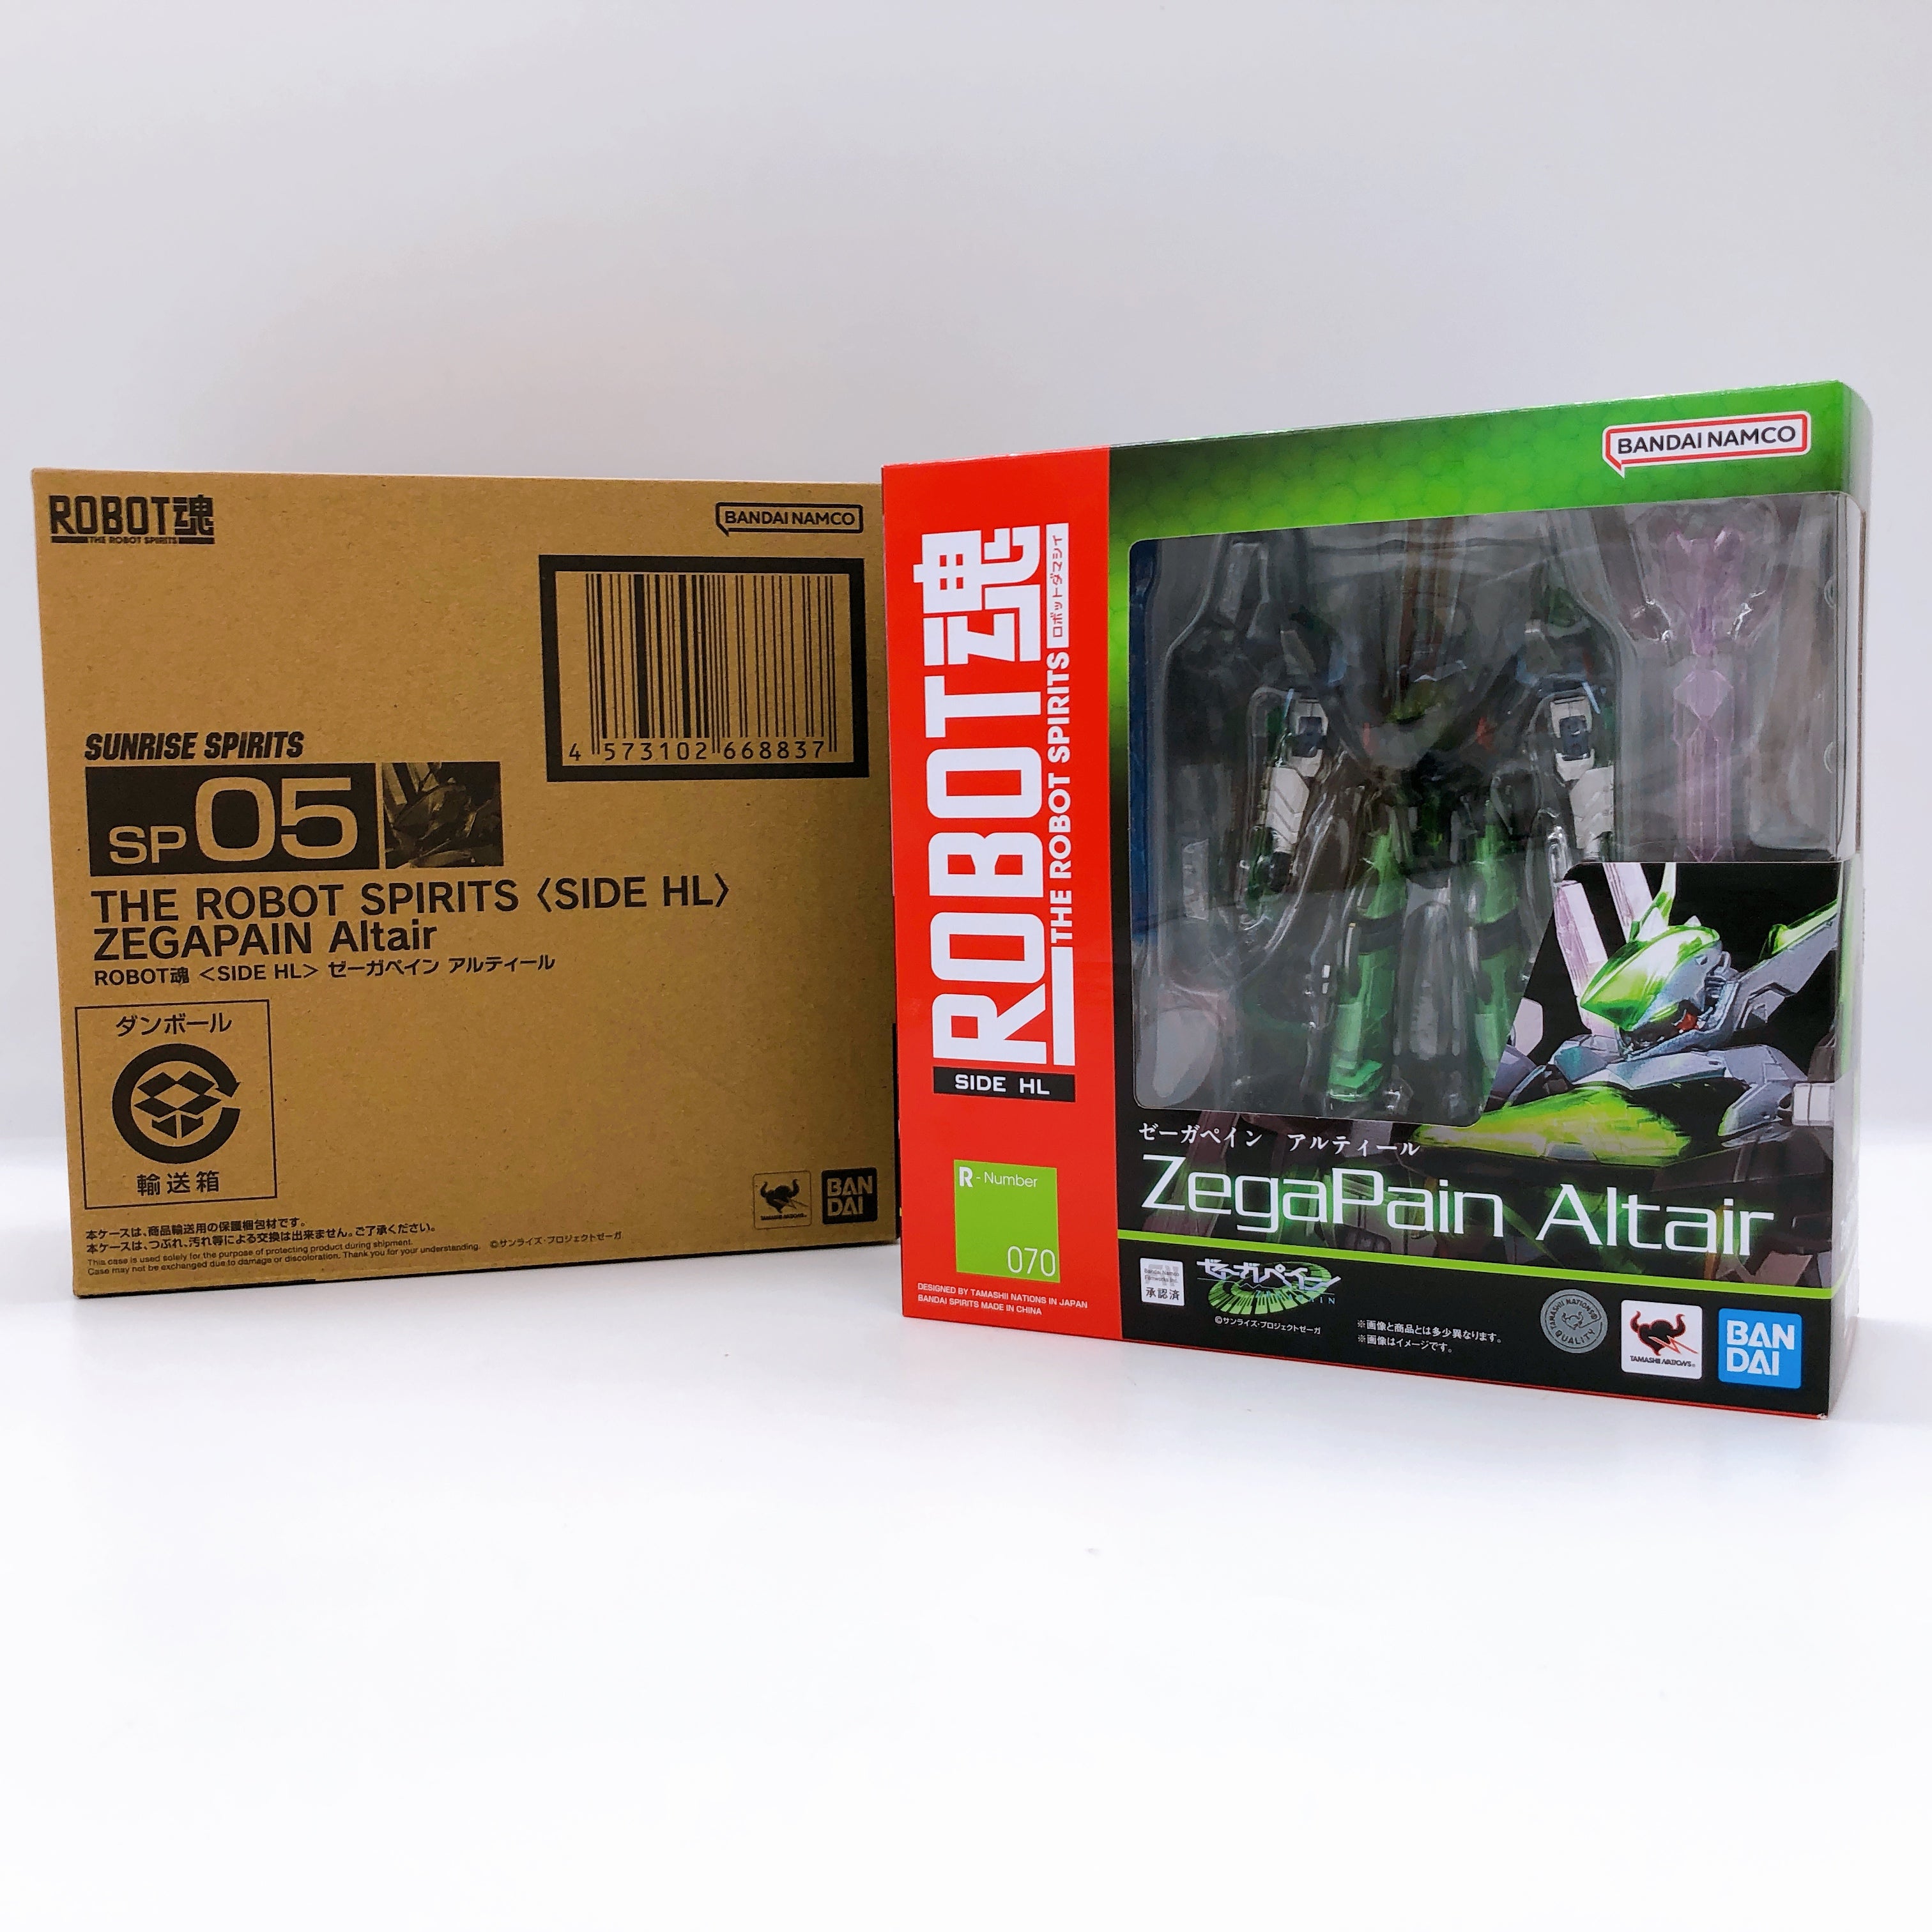 ROBOT魂
THE ROBOT SPIRITS
BANDAI NAMCO
4 573102 668837
SUNRISE SPIRITS
SP 05
THE ROBOT SPIRITS〈SIDE HL〉
ZEGAPAIN Altair
ROBOT魂 <SIDE HL> ゼーガペイン アルティール
ダンボール
輸送箱
TAMASHII NATIONS
BAN
DAI
本ケースは、商品輸送用の保護梱包材です。
本ケースは、つぶれ、汚れ等による交換は出来ません。ご了承ください。
This case is used solely for the purpose of protecting product during shipment.
Case may not be exchanged due to damage or discoloration. Thank you for your understanding.
©サンライズ・プロジェクトゼーガ
BANDAI NAMCO
ROBOT魂
ロボットダマシイ
THE ROBOT SPIRITS
SIDE HL
R - Number
070
DESIGNED BY TAMASHII NATIONS IN JAPAN
BANDAI SPIRITS MADE IN CHINA
ゼーガペイン アルティール
ZegaPain Altair
承認済
ゼーガペイン
©サンライズ・プロジェクトゼーガ
※画像と商品とは多少異なります。
※画像はイメージです。
TAMASHII NATIONS
QUALITY
TAMASHII NATIONS
BAN
DAI